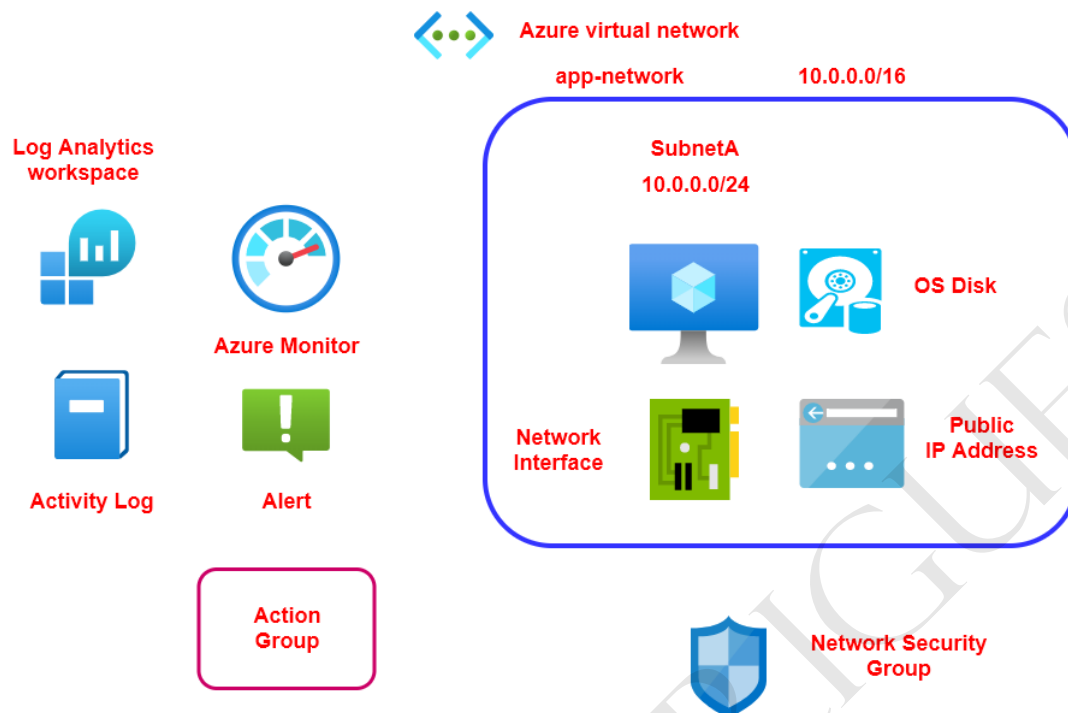 Azure virtual network
app-network 10.0.0.0/16
Log Analytics
workspace
SubnetA
10.0.0.0/24
OS Disk
Azure Monitor
Network
Interface
Public
IP Address
Activity Log
Alert
Action
Group
Network Security
Group